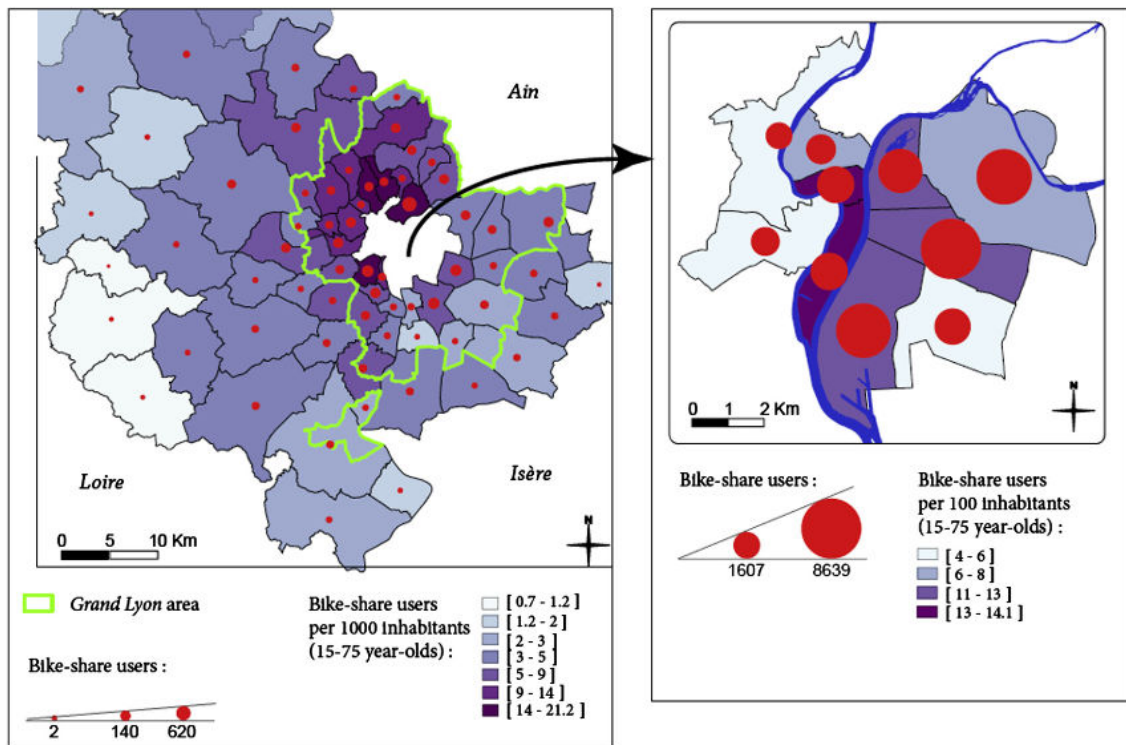 Ain
Loire
Isère
N
0 5 10 Km
Grand Lyon area
Bike-share users :
2 140 620
Bike-share users
per 1000 inhabitants
(15-75 year-olds) :
[ 0.7 - 1.2 ]
[ 1.2 - 2 ]
[ 2 - 3 ]
[ 3 - 5 ]
[ 5 - 9 ]
[ 9 - 14 ]
[ 14 - 21.2 ]
N
0 1 2 Km
Bike-share users :
1607 8639
Bike-share users
per 100 inhabitants
(15-75 year-olds) :
[ 4 - 6 ]
[ 6 - 8 ]
[ 11 - 13 ]
[ 13 - 14.1 ]